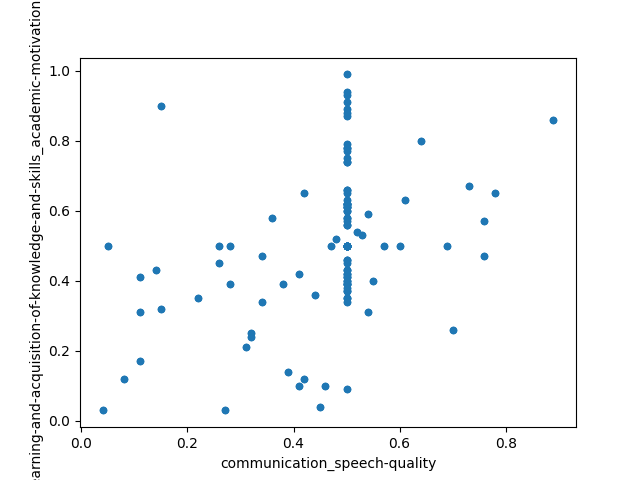 earning-and-acquisition-of-knowledge-and-skills_academic-motivation
1.0
0.8
0.6
0.4
0.2
0.0
0.0 0.2 0.4 0.6 0.8
communication_speech-quality